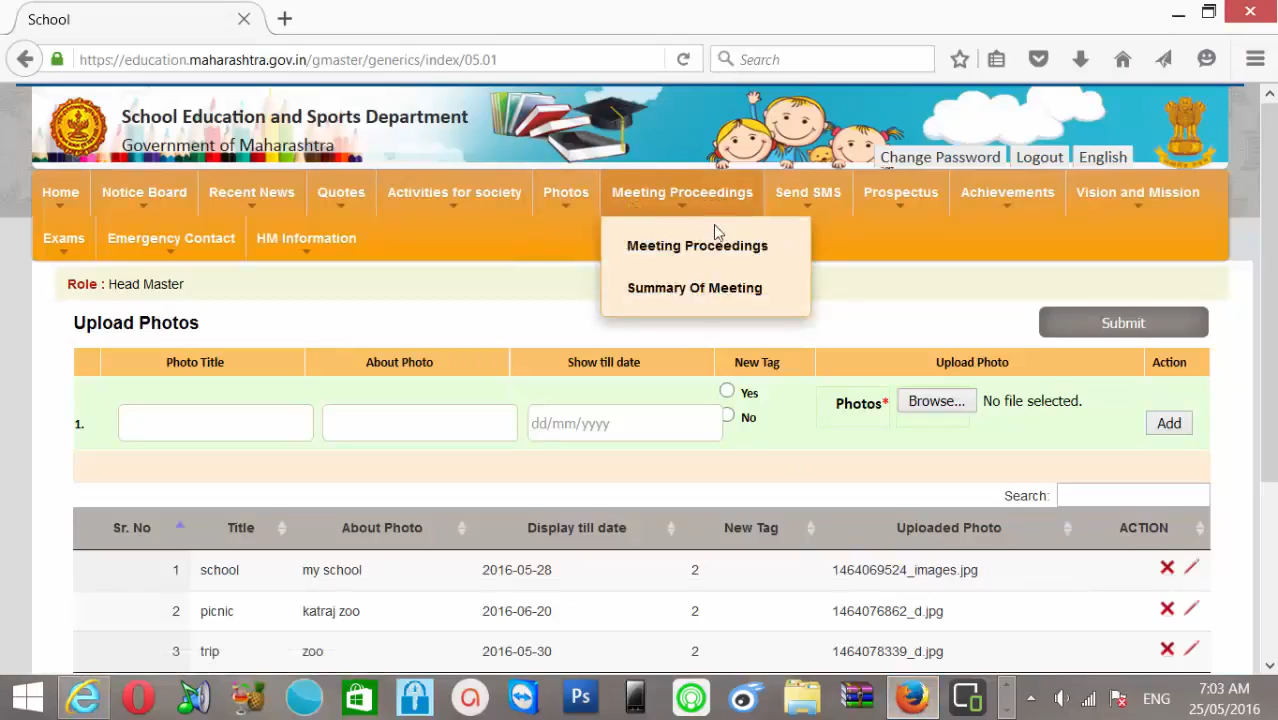 School
https://education.maharashtra.gov.in/gmaster/generics/index/05.01
Search
School Education and Sports Department
Government of Maharashtra
Change Password Logout English
Home Notice Board Recent News Quotes Activities for society Photos Meeting Proceedings Send SMS Prospectus Achievements Vision and Mission
Exams Emergency Contact HM Information
Meeting Proceedings
Summary Of Meeting
Role : Head Master
Upload Photos
Submit
Photo Title About Photo Show till date New Tag Upload Photo Action
1. dd/mm/yyyy Yes No Photos* Browse... No file selected. Add
Search:
Sr. No Title About Photo Display till date New Tag Uploaded Photo ACTION
1 school my school 2016-05-28 2 1464069524_images.jpg
2 picnic katraj zoo 2016-06-20 2 1464076862_d.jpg
3 trip zoo 2016-05-30 2 1464078339_d.jpg
Ps
ENG
7:03 AM
25/05/2016